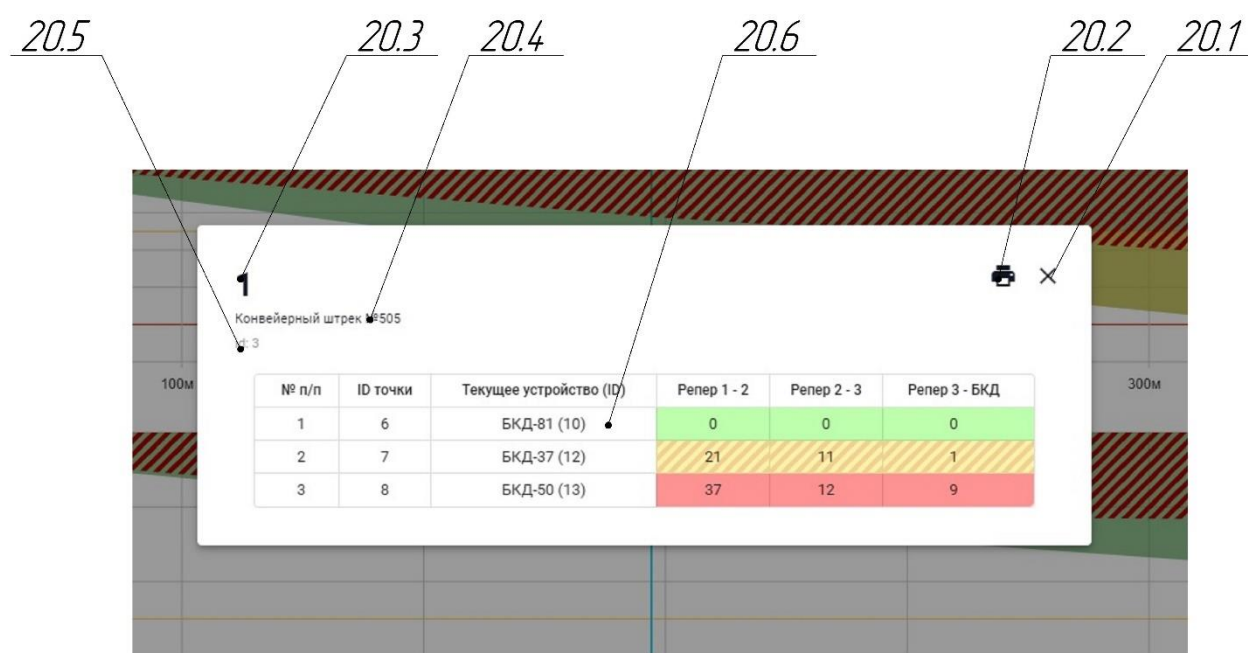 20.5 20.3 20.4 20.6 20.2 20.1
1
Конвейерный штрек №505
id: 3
100м 300м
№ п/п ID точки Текущее устройство (ID) Репер 1 - 2 Репер 2 - 3 Репер 3 - БКД
1 6 БКД-81 (10) 0 0 0
2 7 БКД-37 (12) 21 11 1
3 8 БКД-50 (13) 37 12 9